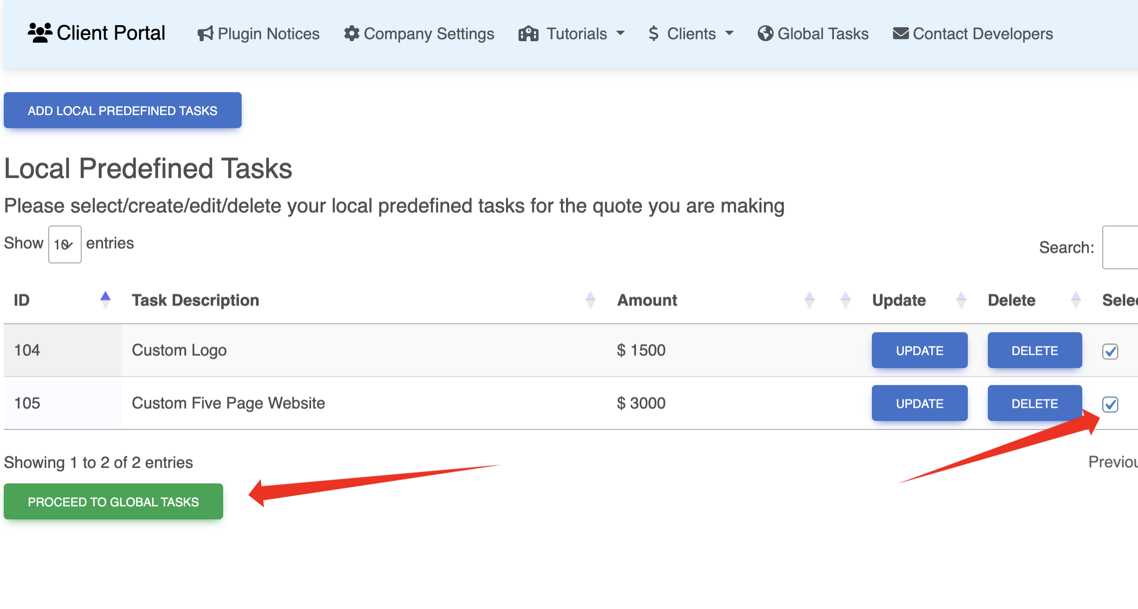 Client Portal Plugin Notices Company Settings Tutorials $ Clients Global Tasks Contact Developers
ADD LOCAL PREDEFINED TASKS
Local Predefined Tasks
Please select/create/edit/delete your local predefined tasks for the quote you are making
Show 10 entries Search:
ID Task Description Amount Update Delete Selec
104 Custom Logo $ 1500 UPDATE DELETE
105 Custom Five Page Website $ 3000 UPDATE DELETE
Showing 1 to 2 of 2 entries Previou
PROCEED TO GLOBAL TASKS